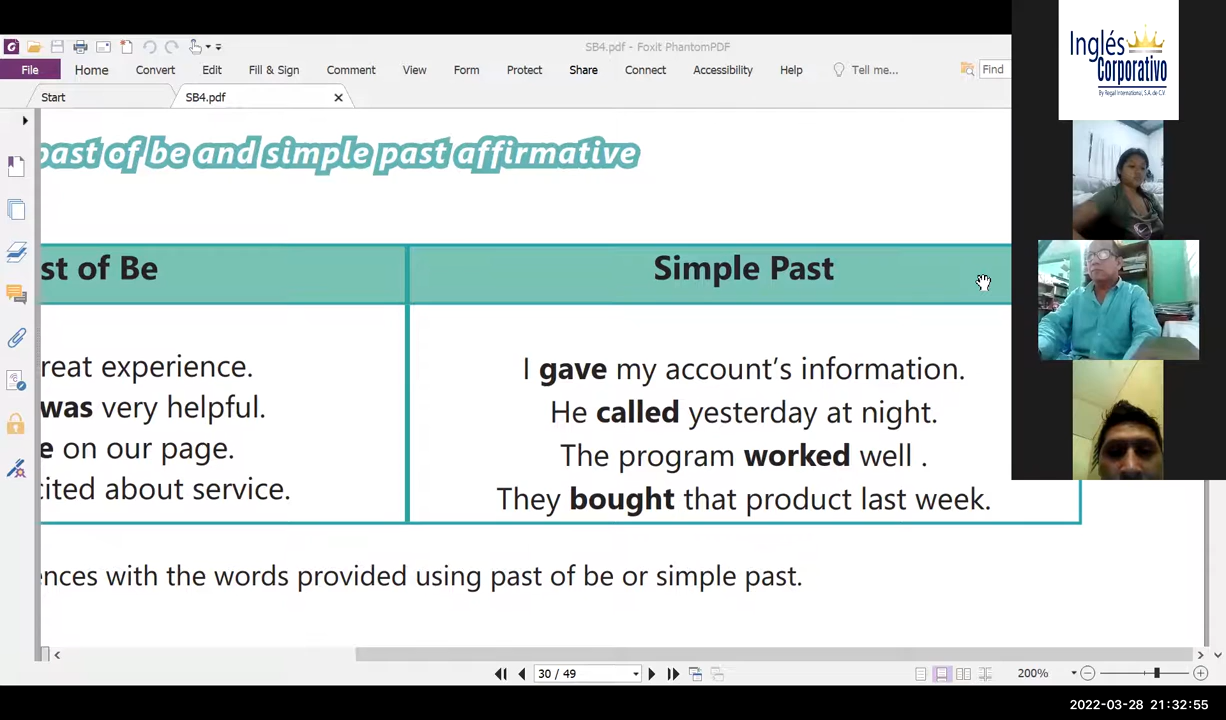 SB4.pdf - Foxit PhantomPDF
File Home Convert Edit Fill & Sign Comment View Form Protect Share Connect Accessibility Help Tell me... Find
Start SB4.pdf
past of be and simple past affirmative
st of Be
Simple Past
reat experience.
was very helpful.
e on our page.
cited about service.
I gave my account's information.
He called yesterday at night.
The program worked well .
They bought that product last week.
ences with the words provided using past of be or simple past.
30 / 49
200%
Inglés
Corporativo
By Regal International, S.A. de C.V.
2022-03-28 21:32:55